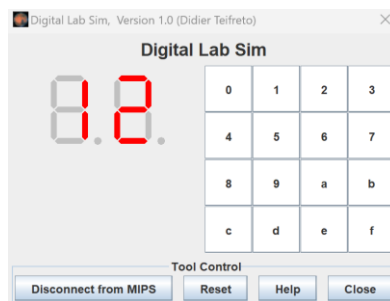 Digital Lab Sim, Version 1.0 (Didier Teifreto)
Digital Lab Sim
12
0 1 2 3
4 5 6 7
8 9 a b
c d e f
Tool Control
Disconnect from MIPS Reset Help Close